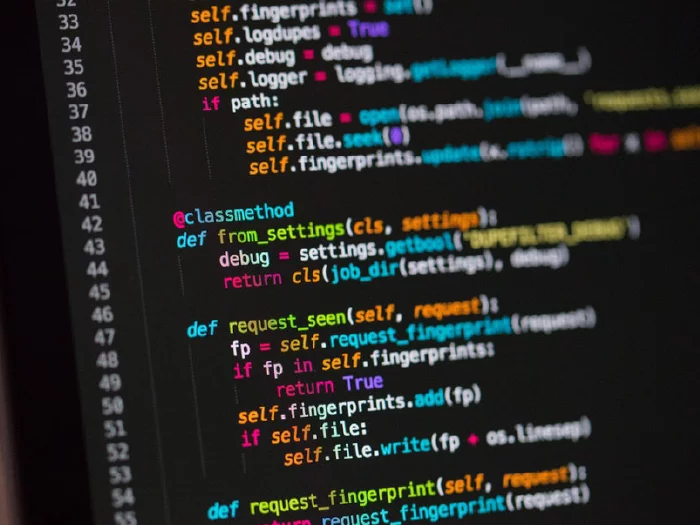 32
33 self.fingerprints = set()
34 self.logdupes = True
35 self.debug = debug
36 self.logger = logging.getLogger(__name__)
37 if path:
38 self.file = open(os.path.join(path, 'requests.
39 self.file.seek(0)
40 self.fingerprints.update(x.rstrip() for x in
41
42 @classmethod
43 def from_settings(cls, settings):
44 debug = settings.getbool('DUPEFILTER_DEBUG')
45 return cls(job_dir(settings), debug)
46
47 def request_seen(self, request):
48 fp = self.request_fingerprint(request)
49 if fp in self.fingerprints:
50 return True
51 self.fingerprints.add(fp)
52 if self.file:
53 self.file.write(fp + os.linesep)
54
55 def request_fingerprint(self, request):
return request_fingerprint(request)